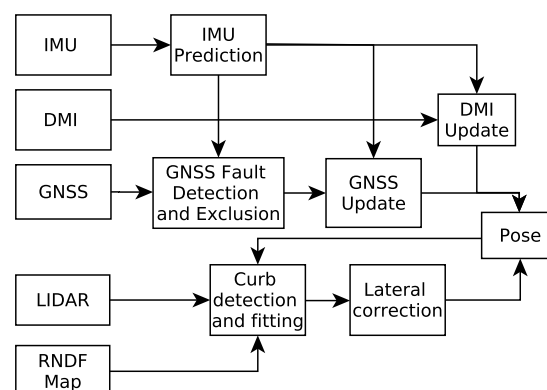 IMU
IMU
Prediction
DMI
DMI
Update
GNSS
GNSS Fault
Detection
and Exclusion
GNSS
Update
Pose
LIDAR
Curb
detection
and fitting
Lateral
correction
RNDF
Map